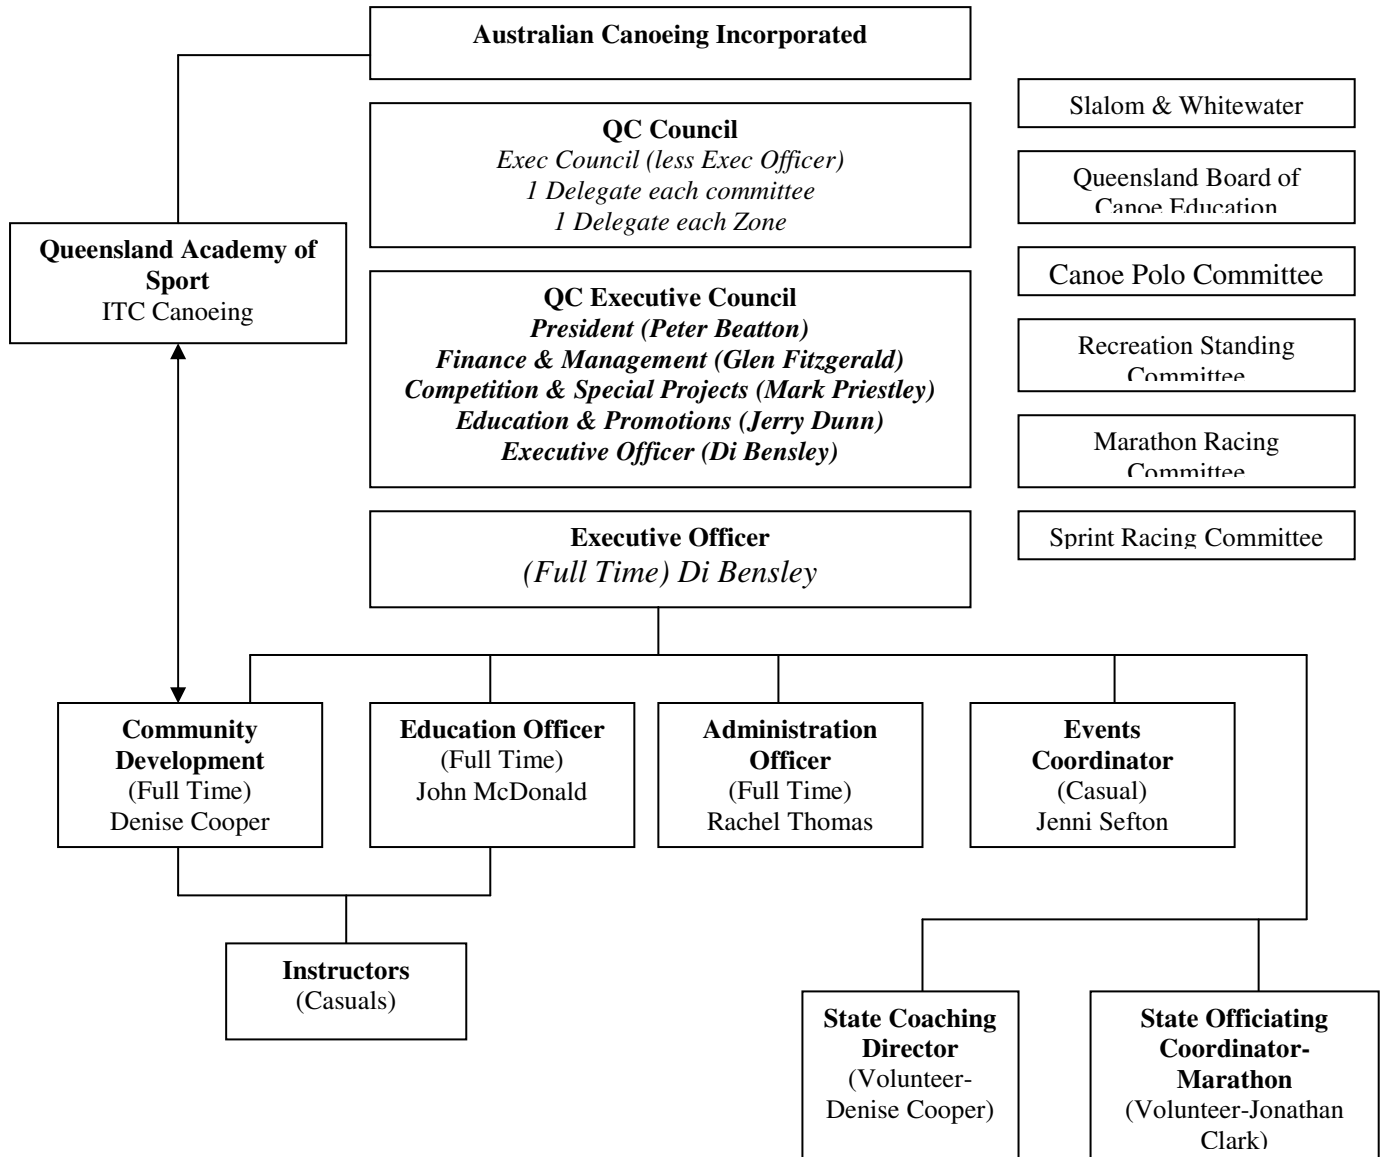 Australian Canoeing Incorporated
QC Council
Exec Council (less Exec Officer)
1 Delegate each committee
1 Delegate each Zone
Slalom & Whitewater
Queensland Board of
Canoe Education
Canoe Polo Committee
Recreation Standing
Committee
Marathon Racing
Committee
Sprint Racing Committee
Queensland Academy of
Sport
ITC Canoeing
QC Executive Council
President (Peter Beatton)
Finance & Management (Glen Fitzgerald)
Competition & Special Projects (Mark Priestley)
Education & Promotions (Jerry Dunn)
Executive Officer (Di Bensley)
Executive Officer
(Full Time) Di Bensley
Community
Development
(Full Time)
Denise Cooper
Education Officer
(Full Time)
John McDonald
Administration
Officer
(Full Time)
Rachel Thomas
Events
Coordinator
(Casual)
Jenni Sefton
Instructors
(Casuals)
State Coaching
Director
(Volunteer-
Denise Cooper)
State Officiating
Coordinator-
Marathon
(Volunteer-Jonathan
Clark)